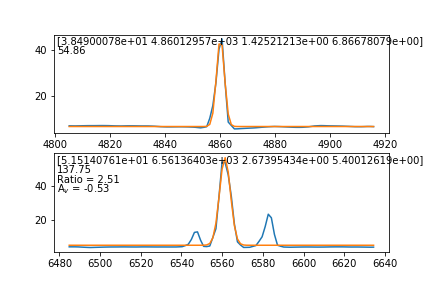 [3.84900078e+01 4.86012957e+03 1.42521213e+00 6.86678079e+00]
54.86
40
20
4800 4820 4840 4860 4880 4900 4920
[5.15140761e+01 6.56136403e+03 2.67395434e+00 5.40012619e+00]
137.75
Ratio = 2.51
Av = -0.53
40
20
6480 6500 6520 6540 6560 6580 6600 6620 6640